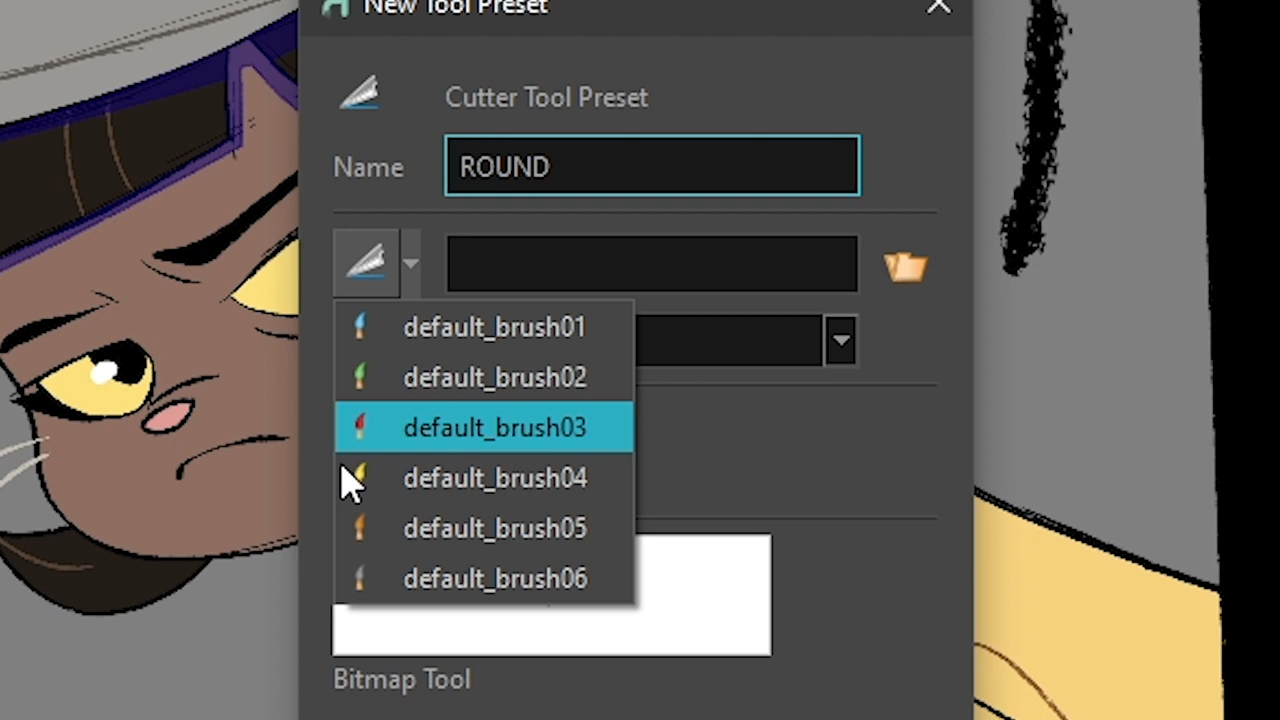 New Tool Preset
Cutter Tool Preset
Name
ROUND
default_brush01
default_brush02
default_brush03
default_brush04
default_brush05
default_brush06
Bitmap Tool